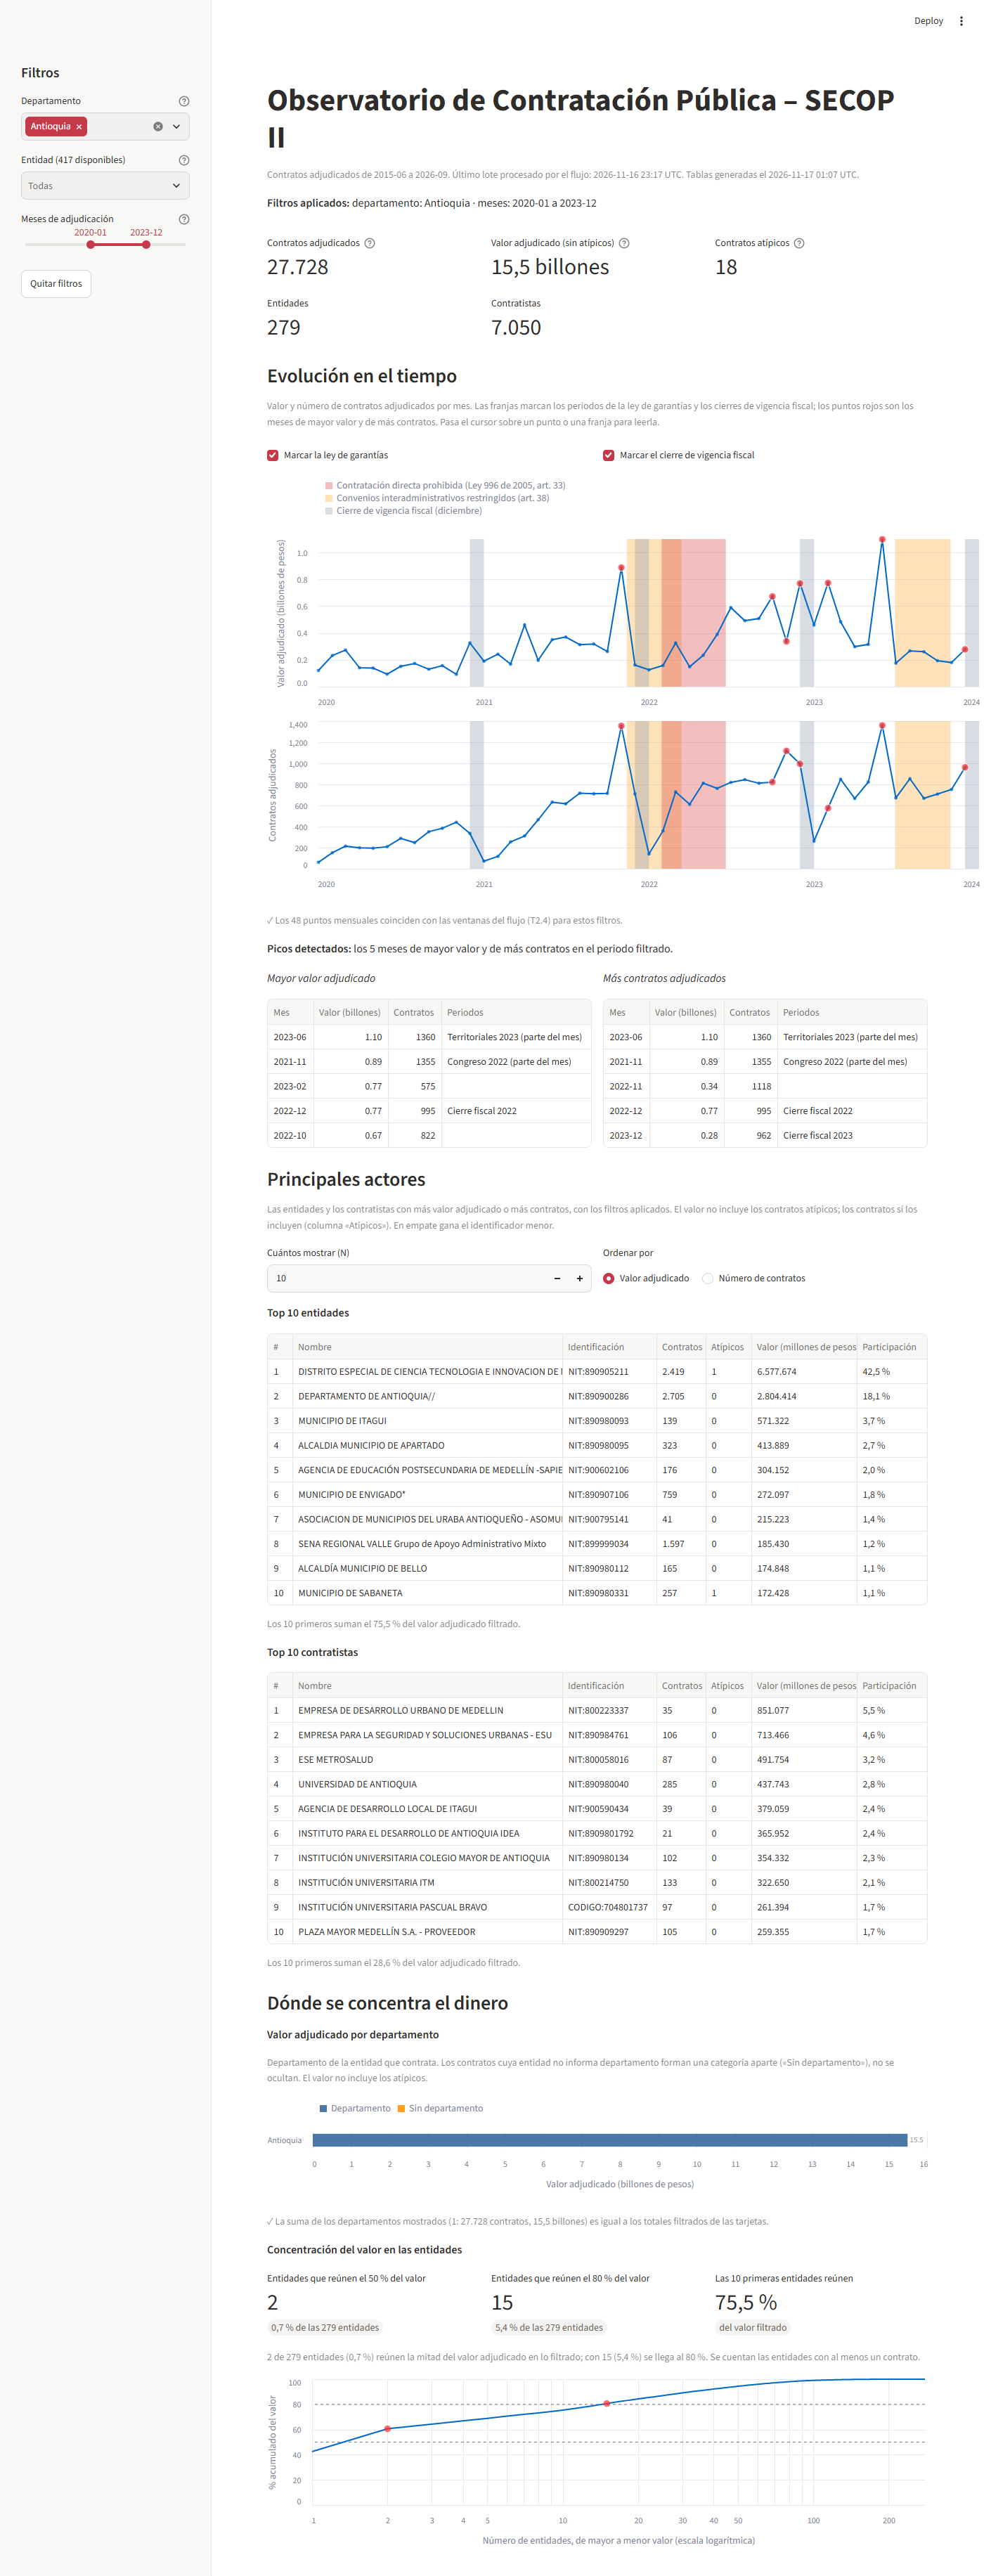 Deploy
Filtros
Departamento
Antioquia ×
Entidad (417 disponibles)
Todas
Meses de adjudicación
2020-01 2023-12
Quitar filtros
Observatorio de Contratación Pública – SECOP
II
Contratos adjudicados de 2015-06 a 2026-09. Último lote procesado por el flujo: 2026-11-16 23:17 UTC. Tablas generadas el 2026-11-17 01:07 UTC.
Filtros aplicados: departamento: Antioquia · meses: 2020-01 a 2023-12
Contratos adjudicados Valor adjudicado (sin atípicos) Contratos atípicos
27.728 15,5 billones 18
Entidades Contratistas
279 7.050
Evolución en el tiempo
Valor y número de contratos adjudicados por mes. Las franjas marcan los periodos de la ley de garantías y los cierres de vigencia fiscal; los puntos rojos son los
meses de mayor valor y de más contratos. Pasa el cursor sobre un punto o una franja para leerla.
Marcar la ley de garantías Marcar el cierre de vigencia fiscal
Contratación directa prohibida (Ley 996 de 2005, art. 33)
Convenios interadministrativos restringidos (art. 38)
Cierre de vigencia fiscal (diciembre)
Valor adjudicado (billones de pesos)
1.0
0.8
0.6
0.4
0.2
0.0
2020 2021 2022 2023 2024
Contratos adjudicados
1,400
1,200
1,000
800
600
400
200
0
2020 2021 2022 2023 2024
✓ Los 48 puntos mensuales coinciden con las ventanas del flujo (T2.4) para estos filtros.
Picos detectados: los 5 meses de mayor valor y de más contratos en el periodo filtrado.
Mayor valor adjudicado
Mes Valor (billones) Contratos Periodos
2023-06 1.10 1360 Territoriales 2023 (parte del mes)
2021-11 0.89 1355 Congreso 2022 (parte del mes)
2023-02 0.77 575
2022-12 0.77 995 Cierre fiscal 2022
2022-10 0.67 822
Más contratos adjudicados
Mes Valor (billones) Contratos Periodos
2023-06 1.10 1360 Territoriales 2023 (parte del mes)
2021-11 0.89 1355 Congreso 2022 (parte del mes)
2022-11 0.34 1118
2022-12 0.77 995 Cierre fiscal 2022
2023-12 0.28 962 Cierre fiscal 2023
Principales actores
Las entidades y los contratistas con más valor adjudicado o más contratos, con los filtros aplicados. El valor no incluye los contratos atípicos; los contratos sí los
incluyen (columna «Atípicos»). En empate gana el identificador menor.
Cuántos mostrar (N) Ordenar por
10 − + Valor adjudicado Número de contratos
Top 10 entidades
# Nombre Identificación Contratos Atípicos Valor (millones de pesos Participación
1 DISTRITO ESPECIAL DE CIENCIA TECNOLOGIA E INNOVACION DE NIT:890905211 2.419 1 6.577.674 42,5 %
2 DEPARTAMENTO DE ANTIOQUIA// NIT:890900286 2.705 0 2.804.414 18,1 %
3 MUNICIPIO DE ITAGUI NIT:890980093 139 0 571.322 3,7 %
4 ALCALDIA MUNICIPIO DE APARTADO NIT:890980095 323 0 413.889 2,7 %
5 AGENCIA DE EDUCACIÓN POSTSECUNDARIA DE MEDELLÍN -SAPIE NIT:900602106 176 0 304.152 2,0 %
6 MUNICIPIO DE ENVIGADO* NIT:890907106 759 0 272.097 1,8 %
7 ASOCIACION DE MUNICIPIOS DEL URABA ANTIOQUEÑO - ASOMU NIT:900795141 41 0 215.223 1,4 %
8 SENA REGIONAL VALLE Grupo de Apoyo Administrativo Mixto NIT:899999034 1.597 0 185.430 1,2 %
9 ALCALDÍA MUNICIPIO DE BELLO NIT:890980112 165 0 174.848 1,1 %
10 MUNICIPIO DE SABANETA NIT:890980331 257 1 172.428 1,1 %
Los 10 primeros suman el 75,5 % del valor adjudicado filtrado.
Top 10 contratistas
# Nombre Identificación Contratos Atípicos Valor (millones de pesos Participación
1 EMPRESA DE DESARROLLO URBANO DE MEDELLIN NIT:800223337 35 0 851.077 5,5 %
2 EMPRESA PARA LA SEGURIDAD Y SOLUCIONES URBANAS - ESU NIT:890984761 106 0 713.466 4,6 %
3 ESE METROSALUD NIT:800058016 87 0 491.754 3,2 %
4 UNIVERSIDAD DE ANTIOQUIA NIT:890980040 285 0 437.743 2,8 %
5 AGENCIA DE DESARROLLO LOCAL DE ITAGUI NIT:900590434 39 0 379.059 2,4 %
6 INSTITUTO PARA EL DESARROLLO DE ANTIOQUIA IDEA NIT:8909801792 21 0 365.952 2,4 %
7 INSTITUCIÓN UNIVERSITARIA COLEGIO MAYOR DE ANTIOQUIA NIT:890980134 102 0 354.332 2,3 %
8 INSTITUCIÓN UNIVERSITARIA ITM NIT:800214750 133 0 322.650 2,1 %
9 INSTITUCIÓN UNIVERSITARIA PASCUAL BRAVO CODIGO:704801737 97 0 261.394 1,7 %
10 PLAZA MAYOR MEDELLÍN S.A. - PROVEEDOR NIT:890909297 105 0 259.355 1,7 %
Los 10 primeros suman el 28,6 % del valor adjudicado filtrado.
Dónde se concentra el dinero
Valor adjudicado por departamento
Departamento de la entidad que contrata. Los contratos cuya entidad no informa departamento forman una categoría aparte («Sin departamento»), no se
ocultan. El valor no incluye los atípicos.
Departamento Sin departamento
Antioquia 15.5
0 1 2 3 4 5 6 7 8 9 10 11 12 13 14 15 16
Valor adjudicado (billones de pesos)
✓ La suma de los departamentos mostrados (1: 27.728 contratos, 15,5 billones) es igual a los totales filtrados de las tarjetas.
Concentración del valor en las entidades
Entidades que reúnen el 50 % del valor Entidades que reúnen el 80 % del valor Las 10 primeras entidades reúnen
2 15 75,5 %
0,7 % de las 279 entidades 5,4 % de las 279 entidades del valor filtrado
2 de 279 entidades (0,7 %) reúnen la mitad del valor adjudicado en lo filtrado; con 15 (5,4 %) se llega al 80 %. Se cuentan las entidades con al menos un contrato.
% acumulado del valor
100
80
60
40
20
0
1 2 3 4 5 10 20 30 40 50 100 200
Número de entidades, de mayor a menor valor (escala logarítmica)